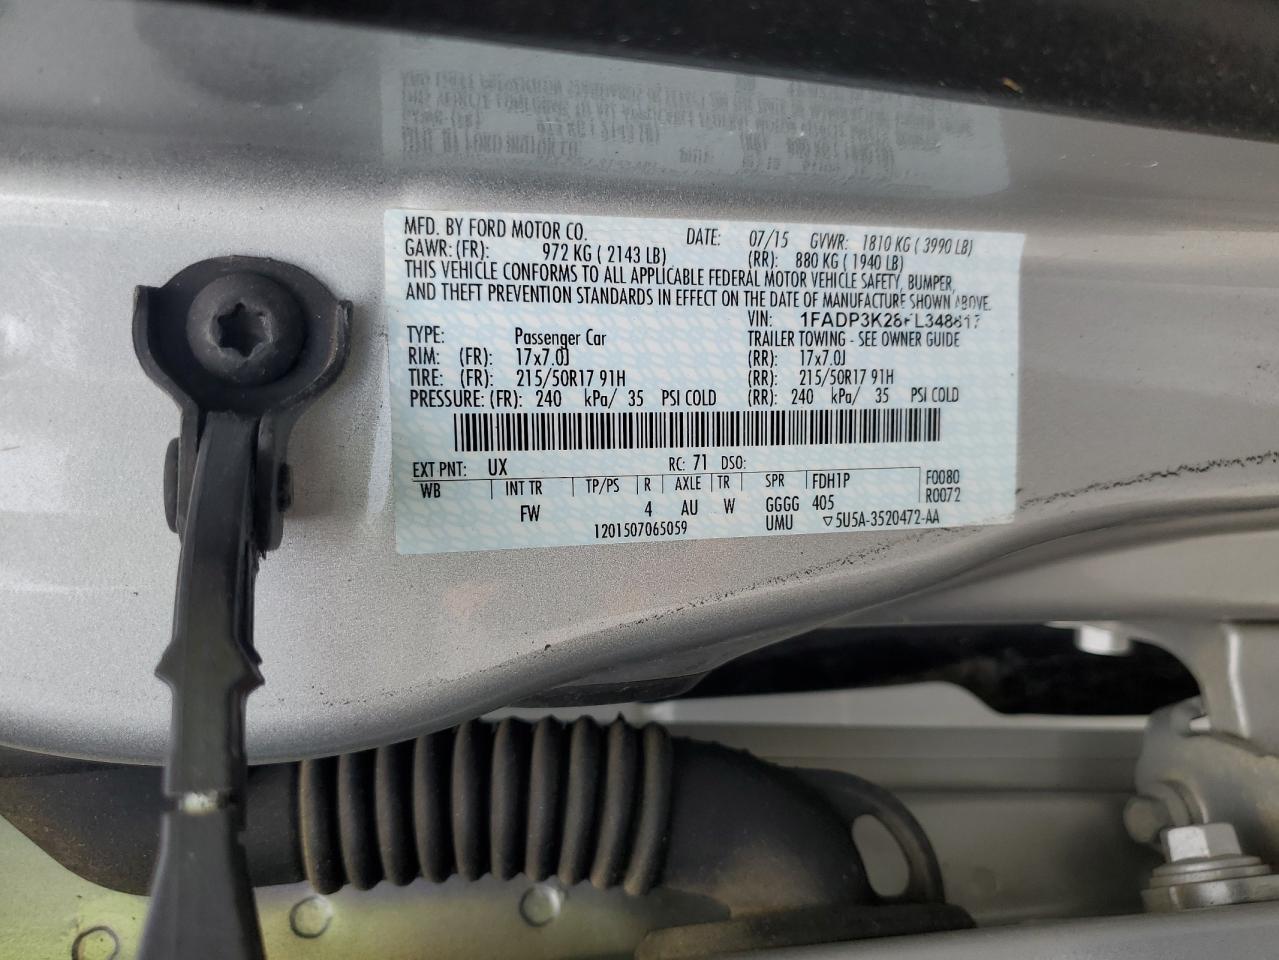 MFD. BY FORD MOTOR CO. DATE: 07/15 GVWR: 1810 KG ( 3990 LB)
GAWR: (FR): 972 KG ( 2143 LB) (RR): 880 KG ( 1940 LB)
THIS VEHICLE CONFORMS TO ALL APPLICABLE FEDERAL MOTOR VEHICLE SAFETY, BUMPER,
AND THEFT PREVENTION STANDARDS IN EFFECT ON THE DATE OF MANUFACTURE SHOWN ABOVE.
VIN:
TYPE: Passenger Car TRAILER TOWING - SEE OWNER GUIDE
RIM: (FR): 17x7.0J (RR): 17x7.0J
TIRE: (FR): 215/50R17 91H (RR): 215/50R17 91H
PRESSURE: (FR): 240 kPa/ 35 PSI COLD (RR): 240 kPa/ 35 PSI COLD
EXT PNT: UX RC: 71 DSO:
WB INT TR TP/PS R AXLE TR SPR FDH1P F0080
FW 4 AU W GGGG 405 R0072
1201507065059 UMU ▽5U5A-3520472-AA